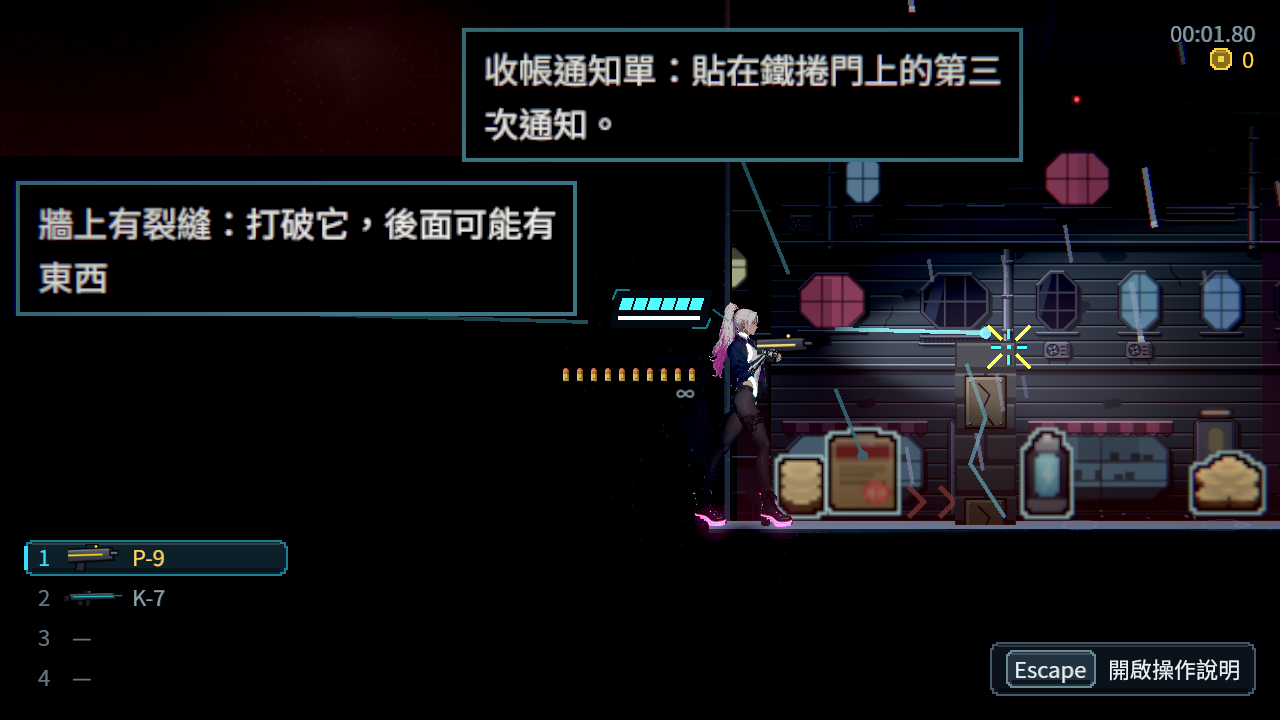 00:01.80
0
收帳通知單：貼在鐵捲門上的第三
次通知。
牆上有裂縫：打破它，後面可能有
東西
∞
1 P-9
2 K-7
3 —
4 —
Escape 開啟操作說明